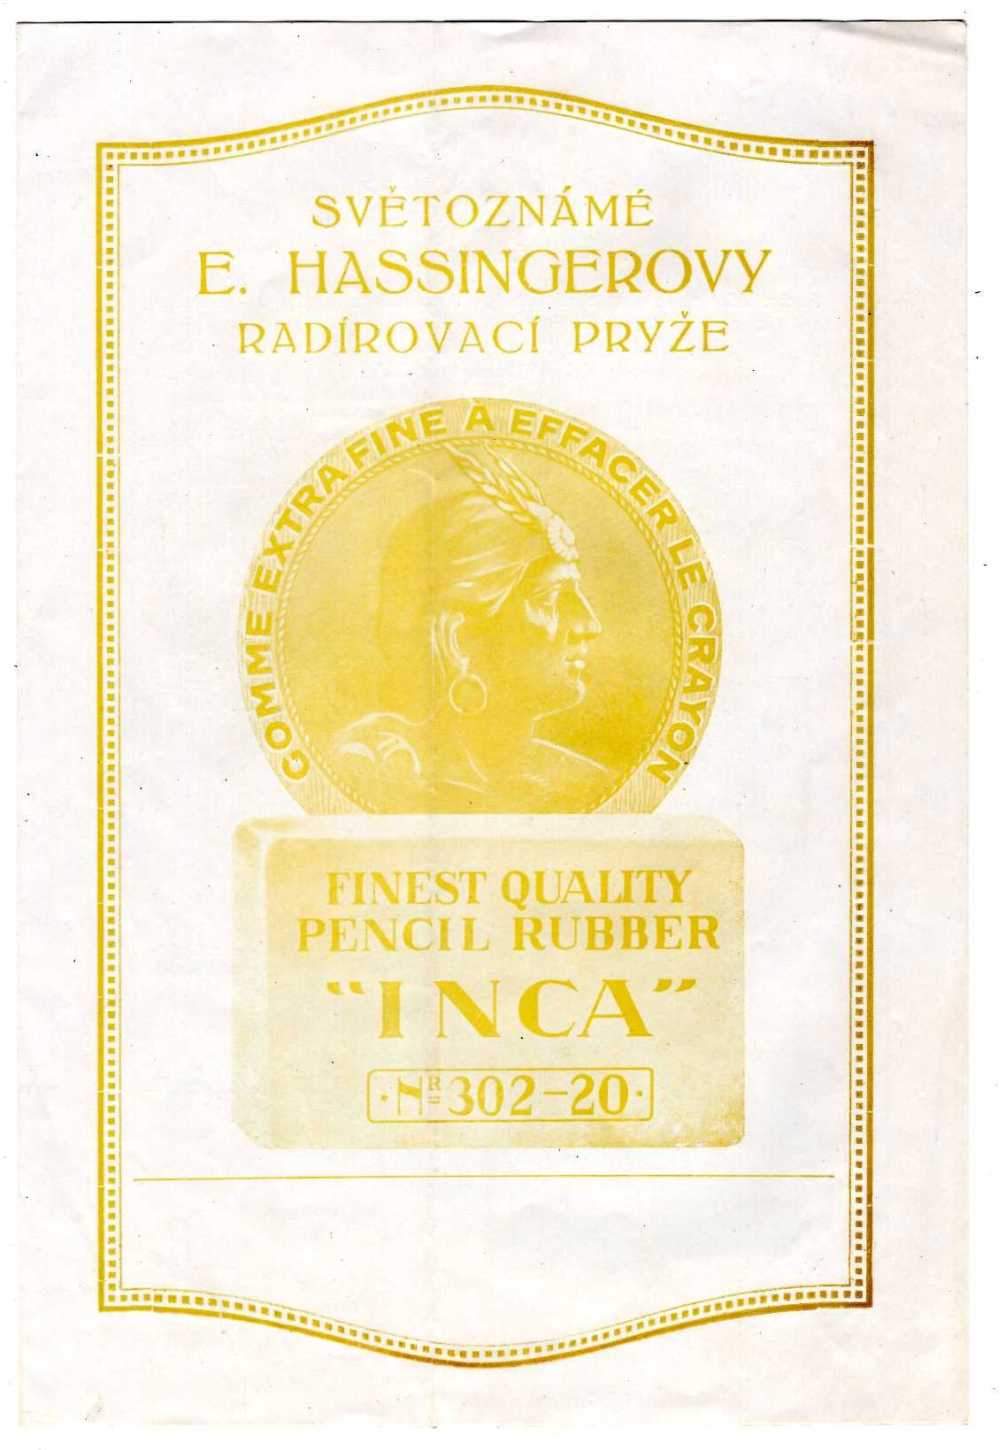 SVĚTOZNÁMÉ
E. HASSINGEROVY
RADÍROVACÍ PRYŽE
GOMME EXTRA FINE À EFFACER LE CRAYON
FINEST QUALITY
PENCIL RUBBER
"INCA"
· NR 302-20 ·